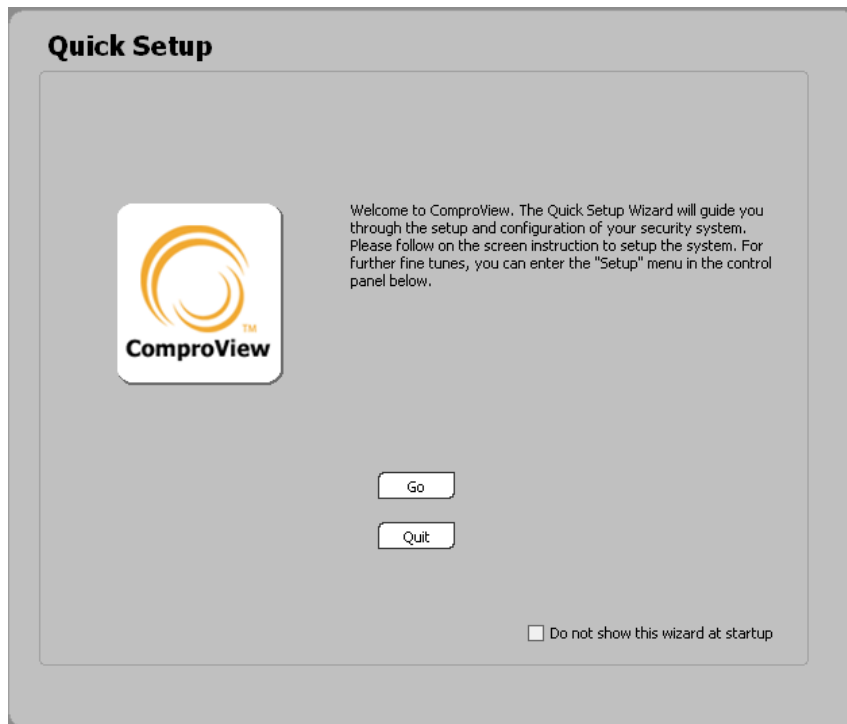 Quick Setup
Welcome to ComproView. The Quick Setup Wizard will guide you
through the setup and configuration of your security system.
Please follow on the screen instruction to setup the system. For
further fine tunes, you can enter the "Setup" menu in the control
panel below.
TM
ComproView
Go
Quit
Do not show this wizard at startup